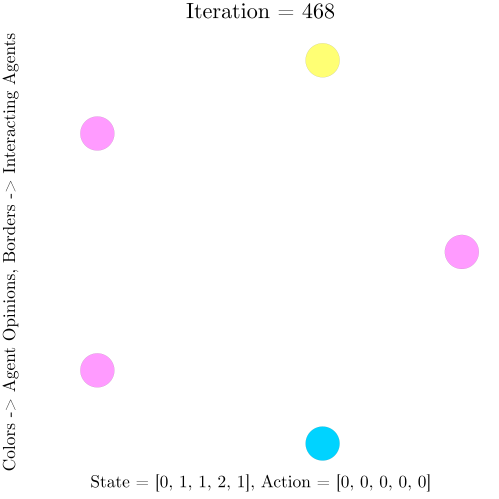 Iteration = 468
Colors -> Agent Opinions, Borders -> Interacting Agents
State = [0, 1, 1, 2, 1], Action = [0, 0, 0, 0, 0]